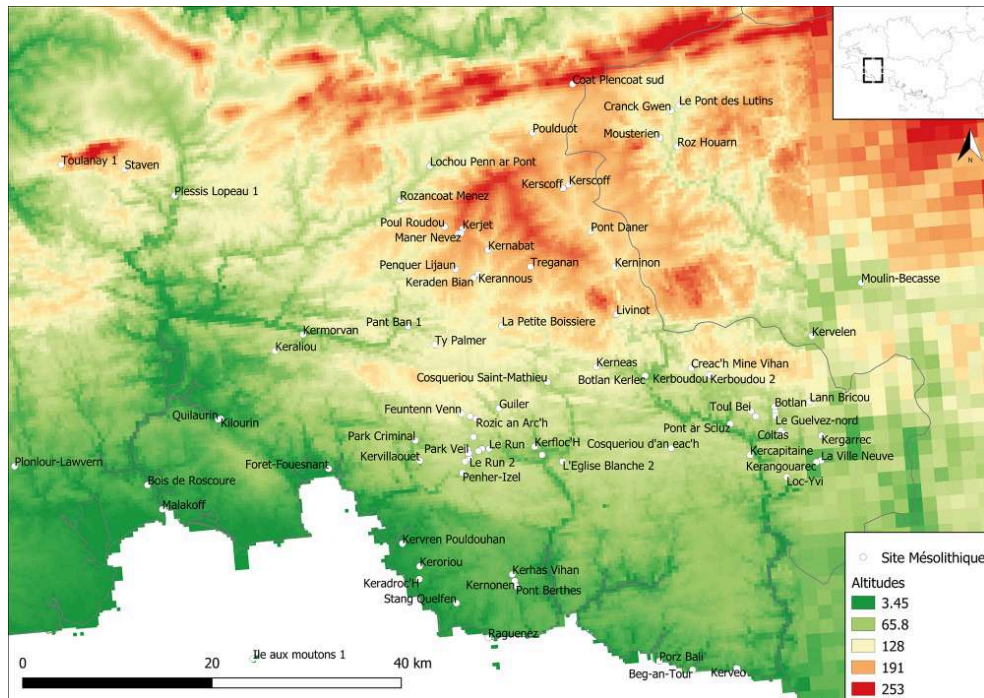 Coat Plencoat sud
Cranck Gwen
Le Pont des Lutins
Poulduot
Mousterien
Roz Houarn
Toulanay 1
Staven
Lochou Penn ar Pont
N
Kerscoff
Kerscoff
Plessis Lopeau 1
Rozancoat Menez
Poul Roudou
Kerjet
Maner Nevez
Pont Daner
Kernabat
Penquer Lijaun
Treganan
Kerninon
Keraden Bian
Kerannous
Moulin-Becasse
Livinot
Pant Ban 1
La Petite Boissiere
Kermorvan
Kervelen
Keraliou
Ty Palmer
Kerneas
Creac'h Mine Vihan
Cosqueriou Saint-Mathieu
Botlan Kerlec
Kerboudou
Kerboudou 2
Lann Bricou
Guiler
Botlan
Feuntenn Venn
Toul Bei
Quilaurin
Kilourin
Rozic an Arc'h
Le Guelvez-nord
Pont ar Sciuz
Coltas
Park Criminal
Kergarrec
Park Veil
Le Run
Kerfloc'H
Cosqueriou d'an eac'h
Kercapitaine
Kervillaouet
La Ville Neuve
Plonlour-Lawvern
Foret-Fouesnant
Le Run 2
L'Eglise Blanche 2
Kerangouarec
Penher-Izel
Loc-Yvi
Bois de Roscoure
Malakoff
Kervren Pouldouhan
Keroriou
Kerhas Vihan
Keradroc'H
Kernonen
Pont Berthes
Stang Quelfen
Raguenez
Ile aux moutons 1
Porz Bali
Beg-an-Tour
Kerveo
0 20 40 km
Site Mésolithique
Altitudes
3.45
65.8
128
191
253